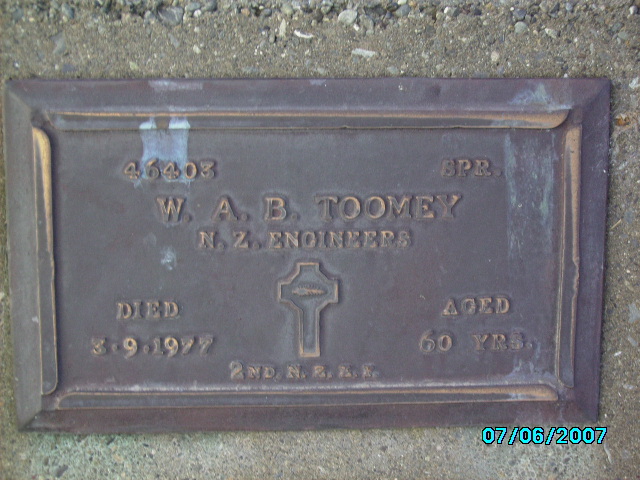 46403 SPR.
W. A. B. TOOMEY
N. Z. ENGINEERS
DIED AGED
3.9.1977 60 YRS.
2ND. N. Z. E. F.
07/06/2007